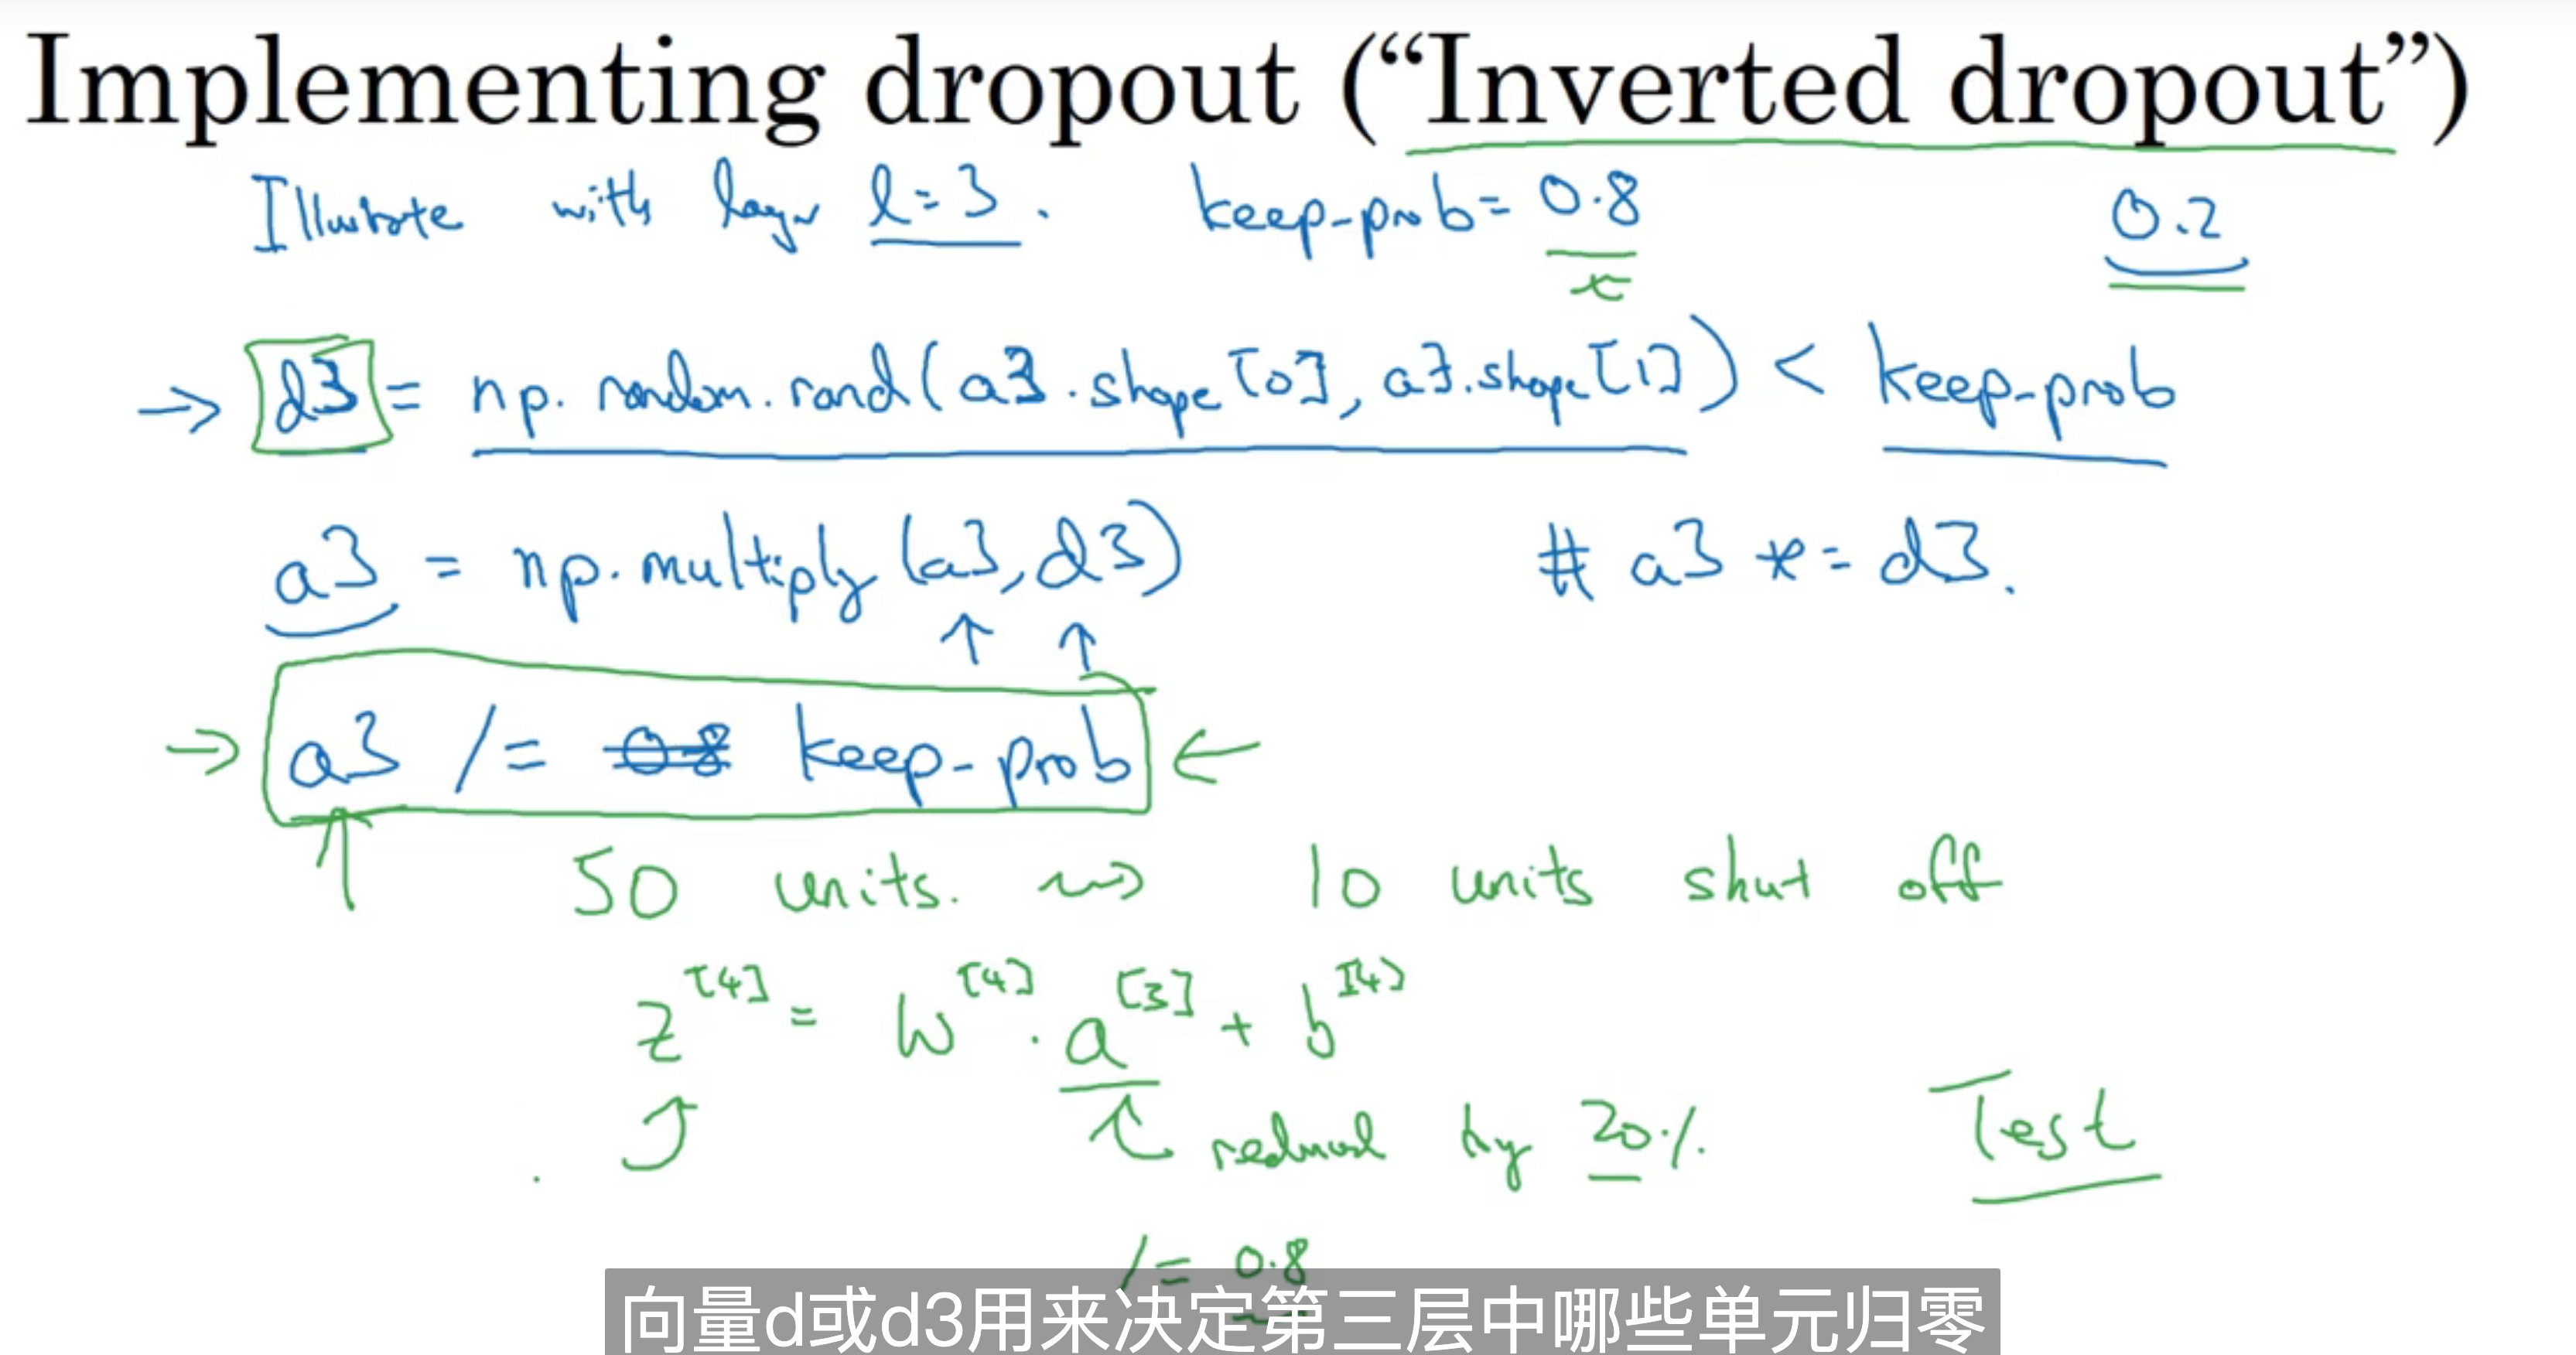 Implementing dropout (“Inverted dropout”)
Illustrate with layer l=3. keep-prob= 0.8 0.2
→ d3 = np.random.rand(a3.shape[0], a3.shape[1]) < keep-prob
a3 = np.multiply(a3,d3) # a3 *= d3.
↑ ↑
→ a3 /= 0.8 keep-prob ←
50 units. ⇝ 10 units shut off
z[4] = W[4] · a[3] + b[4]
reduced by 20% Test
/= 0.8
向量d或d3用来决定第三层中哪些单元归零